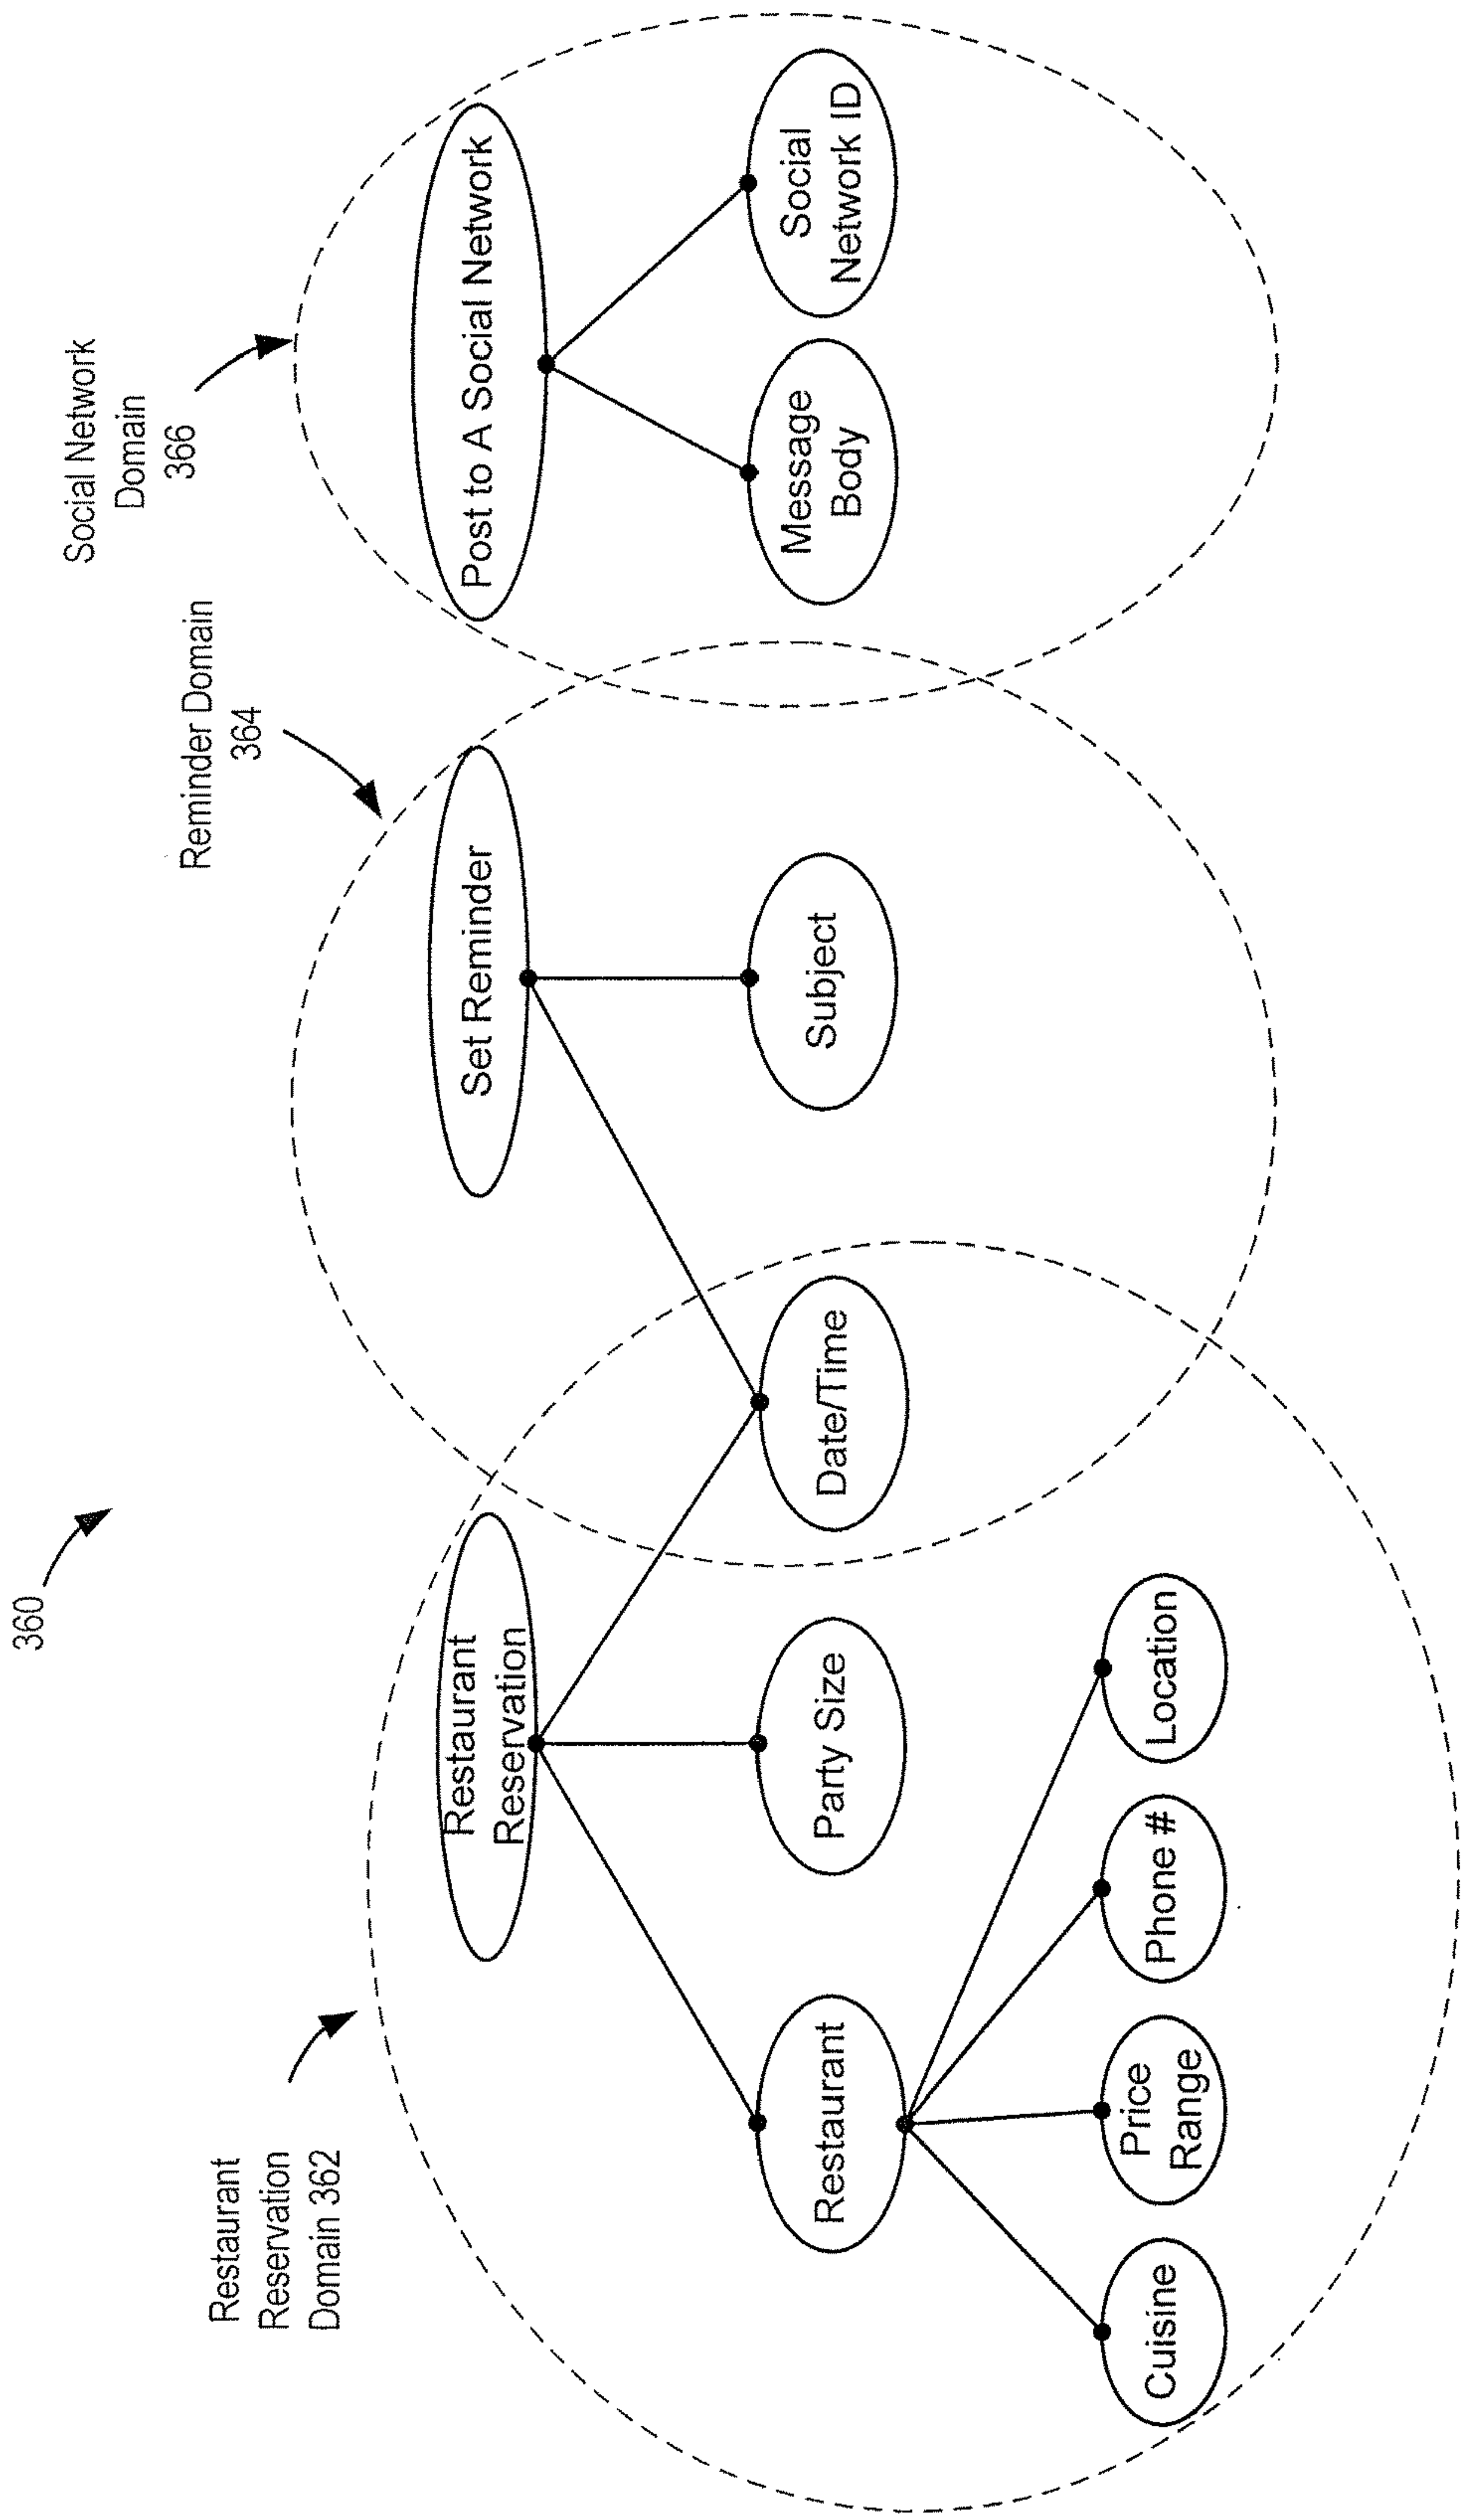 360
Social Network
Domain
366
Reminder Domain
364
Restaurant
Reservation
Domain 362
Restaurant
Reservation
Set Reminder
Post to A Social Network
Restaurant
Party Size
Date/Time
Subject
Message
Body
Social
Network ID
Cuisine
Price
Range
Phone #
Location